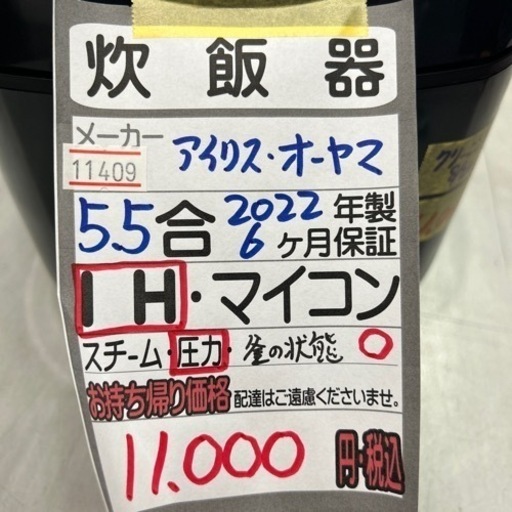 炊飯器
メーカー
11409
アイリス・オーヤマ
5.5合 2022年製
6ヶ月保証
IH・マイコン
スチーム・圧力・釜の状態 ○
お持ち帰り価格 配達はご遠慮くださいませ。
11.000 円・税込